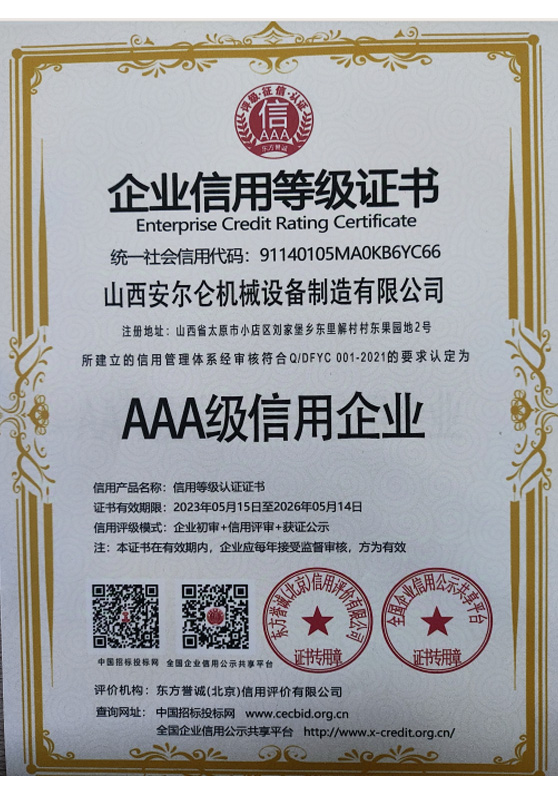 评级·征信·认证
信
AAA
东方誉诚
企业信用等级证书
Enterprise Credit Rating Certificate
统一社会信用代码：91140105MA0KB6YC66
山西安尔仑机械设备制造有限公司
注册地址：山西省太原市小店区刘家堡乡东里解村村东果园地2号
所建立的信用管理体系经审核符合Q/DFYC 001-2021的要求认定为
AAA级信用企业
信用产品名称：信用等级认证证书
证书有效期限：2023年05月15日至2026年05月14日
信用评级模式：企业初审+信用评审+获证公示
注：本证书在有效期内，企业应每年接受监督审核，方为有效
东方誉诚(北京)信用评价有限公司
证书专用章
全国企业信用公示共享平台
证书专用章
中国招标投标网 全国企业信用公示共享平台
评价机构：东方誉诚(北京)信用评价有限公司
查询网址：中国招标投标网 www.cecbid.org.cn
全国企业信用公示共享平台 http://www.x-credit.org.cn/